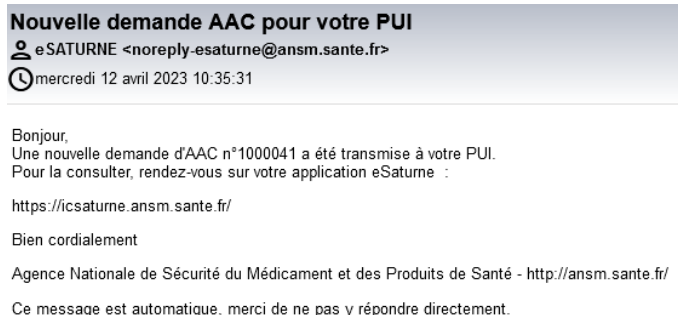 Nouvelle demande AAC pour votre PUI
eSATURNE <noreply-esaturne@ansm.sante.fr>
mercredi 12 avril 2023 10:35:31
Bonjour,
Une nouvelle demande d'AAC n°1000041 a été transmise à votre PUI.
Pour la consulter, rendez-vous sur votre application eSaturne :
https://icsaturne.ansm.sante.fr/
Bien cordialement
Agence Nationale de Sécurité du Médicament et des Produits de Santé - http://ansm.sante.fr/
Ce message est automatique, merci de ne pas y répondre directement.